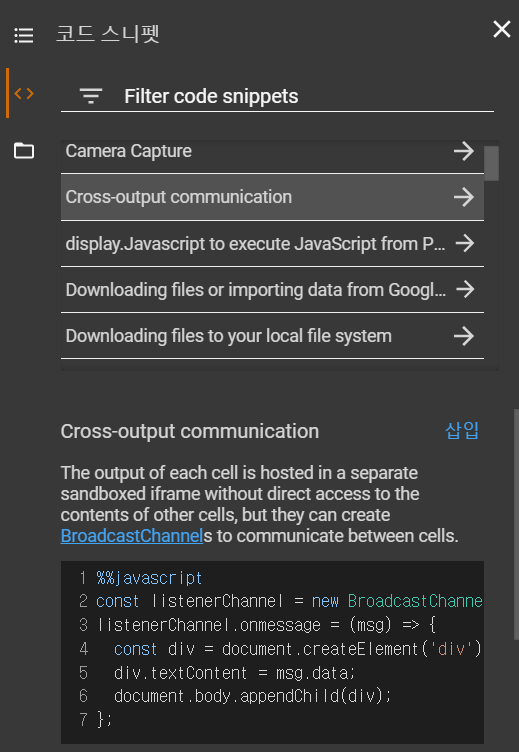 코드 스니펫
Filter code snippets
Camera Capture
Cross-output communication
display.Javascript to execute JavaScript from P...
Downloading files or importing data from Googl...
Downloading files to your local file system
Cross-output communication
삽입
The output of each cell is hosted in a separate
sandboxed iframe without direct access to the
contents of other cells, but they can create
BroadcastChannels to communicate between cells.
1 %%javascript
2 const listenerChannel = new BroadcastChanne
3 listenerChannel.onmessage = (msg) => {
4   const div = document.createElement('div')
5   div.textContent = msg.data;
6   document.body.appendChild(div);
7 };